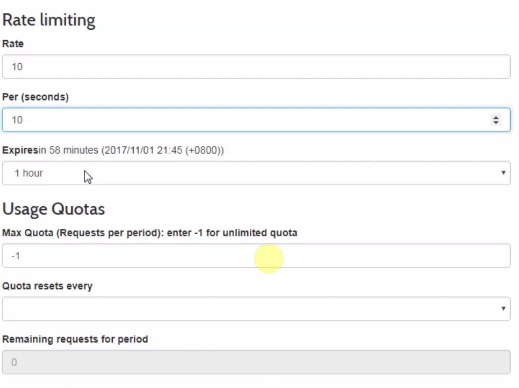 Rate limiting
Rate
10
Per (seconds)
10
Expiresin 58 minutes (2017/11/01 21:45 (+0800))
1 hour
Usage Quotas
Max Quota (Requests per period): enter -1 for unlimited quota
-1
Quota resets every
Remaining requests for period
0